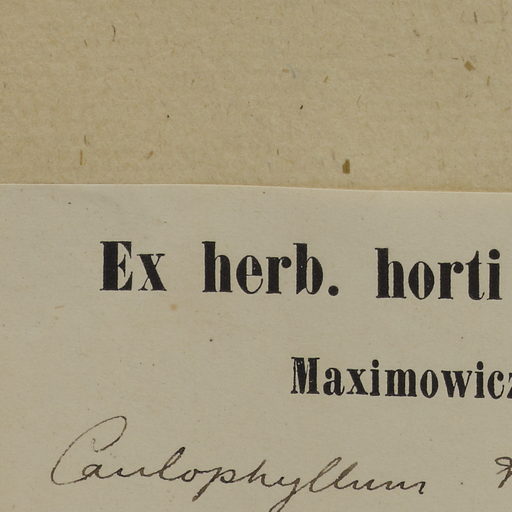 Ex herb. horti
Maximowicz
Caulophyllum